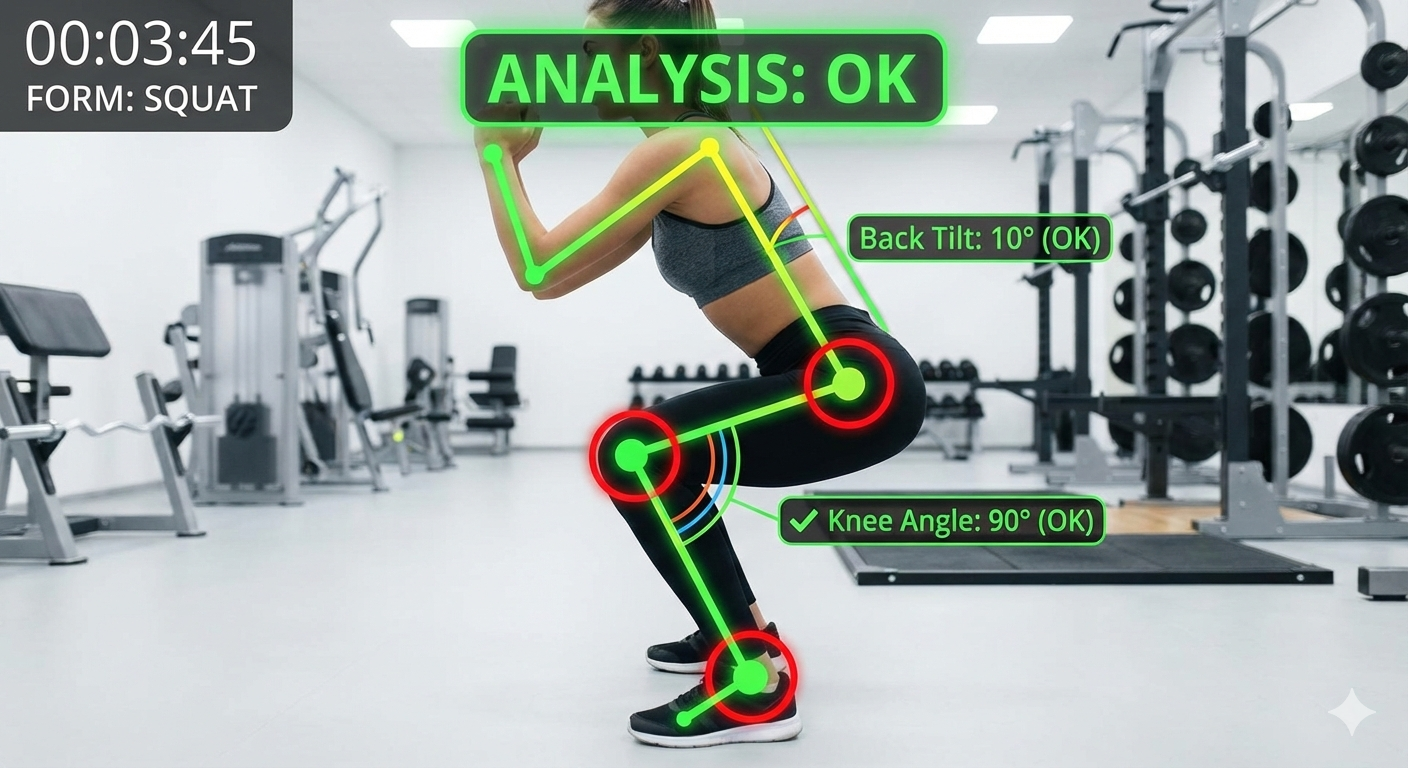 00:03:45
FORM: SQUAT
ANALYSIS: OK
Back Tilt: 10° (OK)
✓ Knee Angle: 90° (OK)